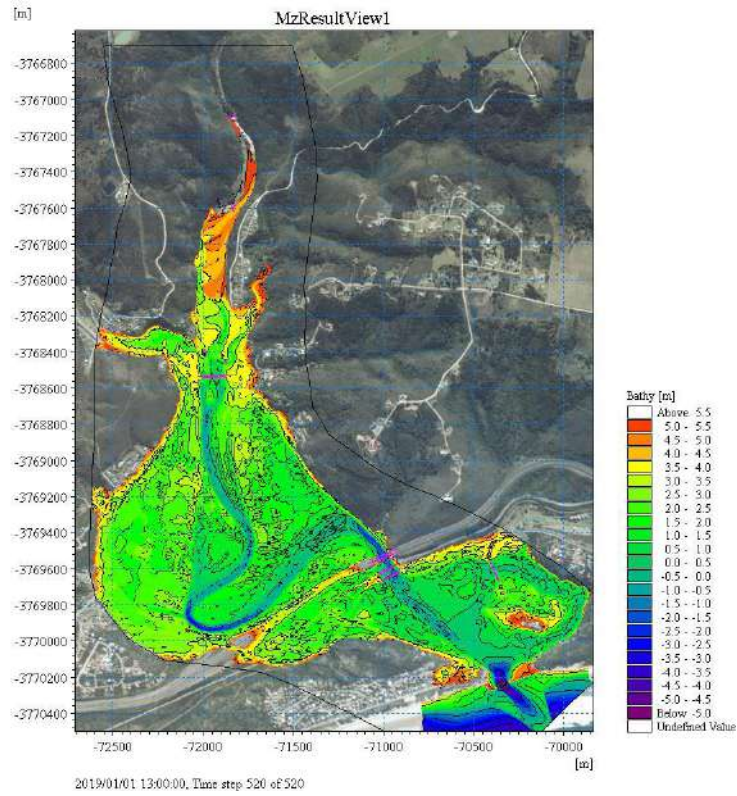 [m]
MzResultView1
-3766800
-3767000
-3767200
-3767400
-3767600
-3767800
-3768000
-3768200
-3768400
-3768600
-3768800
-3769000
-3769200
-3769400
-3769600
-3769800
-3770000
-3770200
-3770400
-72500
-72000
-71500
-71000
-70500
-70000
[m]
2019/01/01 13:00:00, Time step 520 of 520
Bathy [m]
Above 5.5
5.0 - 5.5
4.5 - 5.0
4.0 - 4.5
3.5 - 4.0
3.0 - 3.5
2.5 - 3.0
2.0 - 2.5
1.5 - 2.0
1.0 - 1.5
0.5 - 1.0
0.0 - 0.5
-0.5 - 0.0
-1.0 - -0.5
-1.5 - -1.0
-2.0 - -1.5
-2.5 - -2.0
-3.0 - -2.5
-3.5 - -3.0
-4.0 - -3.5
-4.5 - -4.0
-5.0 - -4.5
Below -5.0
Undefined Value